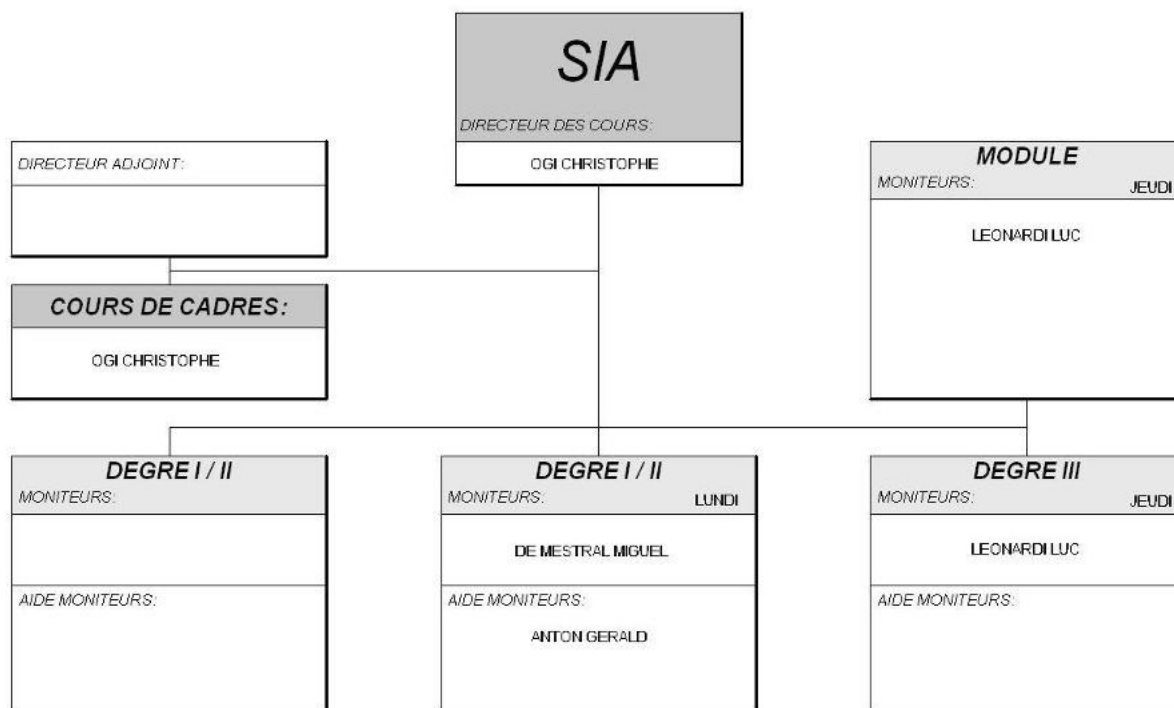 SIA
DIRECTEUR DES COURS:
OGI CHRISTOPHE
DIRECTEUR ADJOINT:
MODULE
MONITEURS: JEUDI
LEONARDI LUC
COURS DE CADRES:
OGI CHRISTOPHE
DEGRE I / II
MONITEURS:
AIDE MONITEURS:
DEGRE I / II
MONITEURS: LUNDI
DE MESTRAL MIGUEL
AIDE MONITEURS:
ANTON GERALD
DEGRE III
MONITEURS: JEUDI
LEONARDI LUC
AIDE MONITEURS: